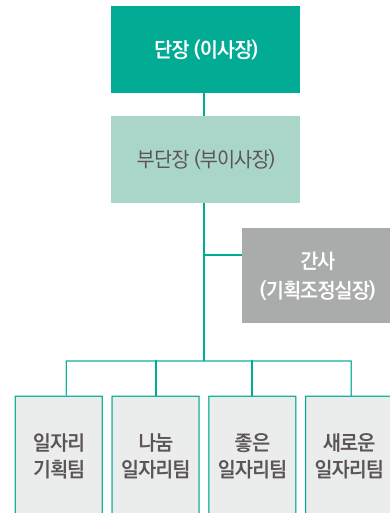 단장 (이사장)
부단장 (부이사장)
간사
(기획조정실장)
일자리
기획팀
나눔
일자리팀
좋은
일자리팀
새로운
일자리팀